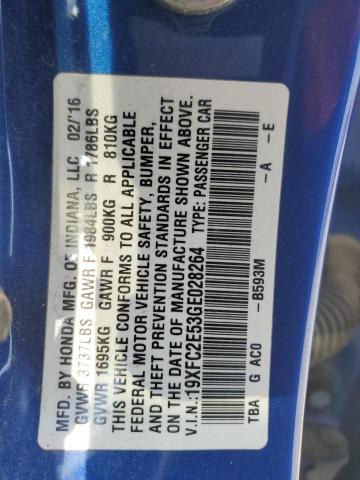 MFD. BY HONDA MFG. OF INDIANA, LLC 02/'16
GVWR 3737LBS GAWR F 1984LBS R 1786LBS
GVWR 1695KG GAWR F 900KG R 810KG
THIS VEHICLE CONFORMS TO ALL APPLICABLE
FEDERAL MOTOR VEHICLE SAFETY, BUMPER,
AND THEFT PREVENTION STANDARDS IN EFFECT
ON THE DATE OF MANUFACTURE SHOWN ABOVE.
V.I.N.:19XFC2E53GE028264 TYPE: PASSENGER CAR
TBA G AC0 -B593M -A -E